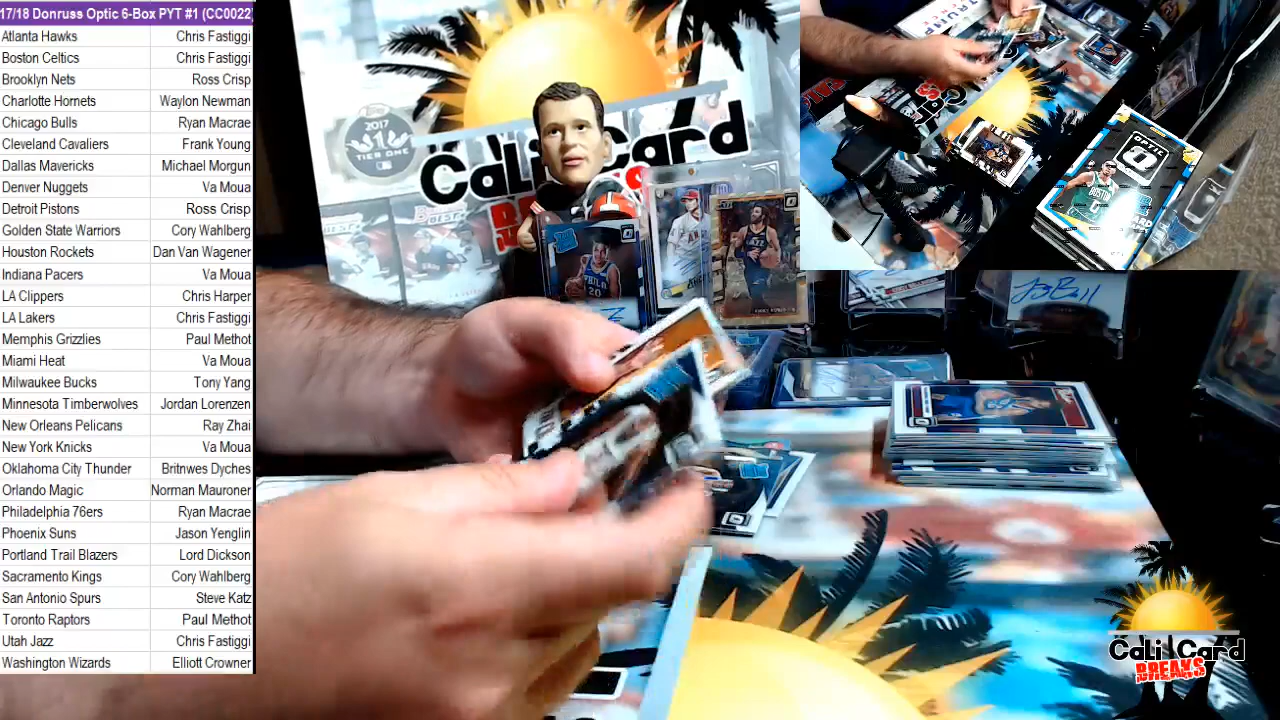 17/18 Donruss Optic 6-Box PYT #1 (CC0022)
Atlanta Hawks Chris Fastiggi
Boston Celtics Chris Fastiggi
Brooklyn Nets Ross Crisp
Charlotte Hornets Waylon Newman
Chicago Bulls Ryan Macrae
Cleveland Cavaliers Frank Young
Dallas Mavericks Michael Morgun
Denver Nuggets Va Moua
Detroit Pistons Ross Crisp
Golden State Warriors Cory Wahlberg
Houston Rockets Dan Van Wagener
Indiana Pacers Va Moua
LA Clippers Chris Harper
LA Lakers Chris Fastiggi
Memphis Grizzlies Paul Methot
Miami Heat Va Moua
Milwaukee Bucks Tony Yang
Minnesota Timberwolves Jordan Lorenzen
New Orleans Pelicans Ray Zhai
New York Knicks Va Moua
Oklahoma City Thunder Britnwes Dyches
Orlando Magic Norman Mauroner
Philadelphia 76ers Ryan Macrae
Phoenix Suns Jason Yenglin
Portland Trail Blazers Lord Dickson
Sacramento Kings Cory Wahlberg
San Antonio Spurs Steve Katz
Toronto Raptors Paul Methot
Utah Jazz Chris Fastiggi
Washington Wizards Elliott Crowner
2017
TIER ONE
Cali Card
PHILA
20
OPTIC
BOSTON
Cali Card
BREAKS